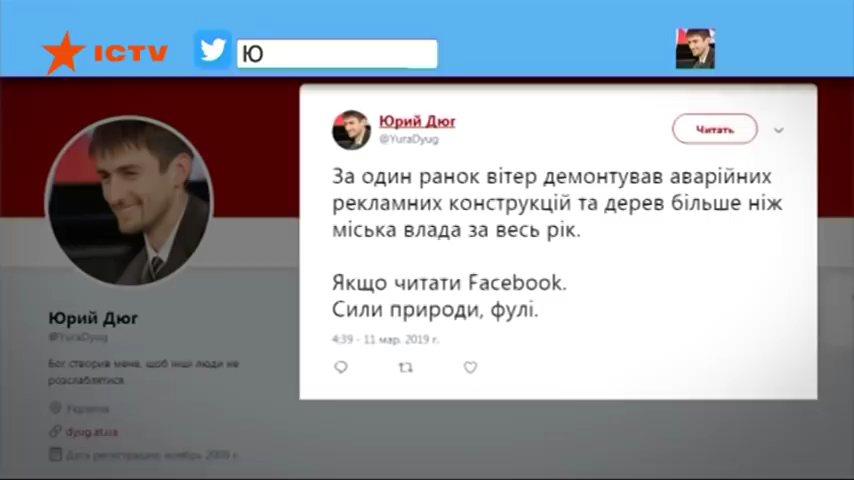 ICTV
Ю
Юрий Дюг
@YuraDyug
Читать
За один ранок вітер демонтував аварійних
рекламних конструкцій та дерев більше ніж
міська влада за весь рік.
Якщо читати Facebook.
Сили природи, фулі.
4:39 - 11 мар. 2019 г.
Юрий Дюг
@YuraDyug
Бог створив мене, щоб інші люди не
розслаблятися.
Україна
dyug.at.ua
Дата регистрации: ноябрь 2009 г.